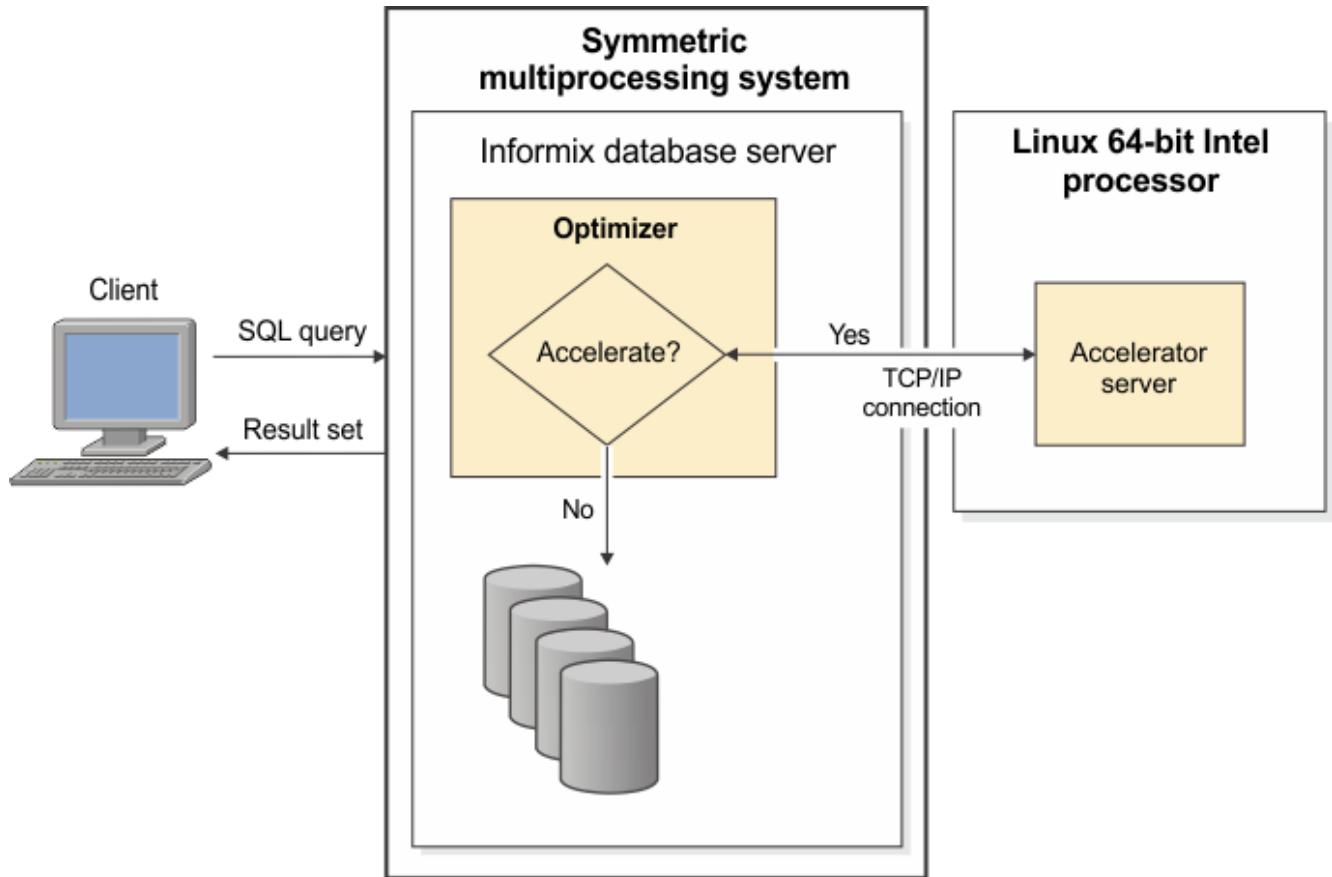 Symmetric
multiprocessing system
Informix database server
Linux 64-bit Intel
processor
Optimizer
Client
SQL query
Accelerate?
Yes
TCP/IP
connection
Accelerator
server
Result set
No